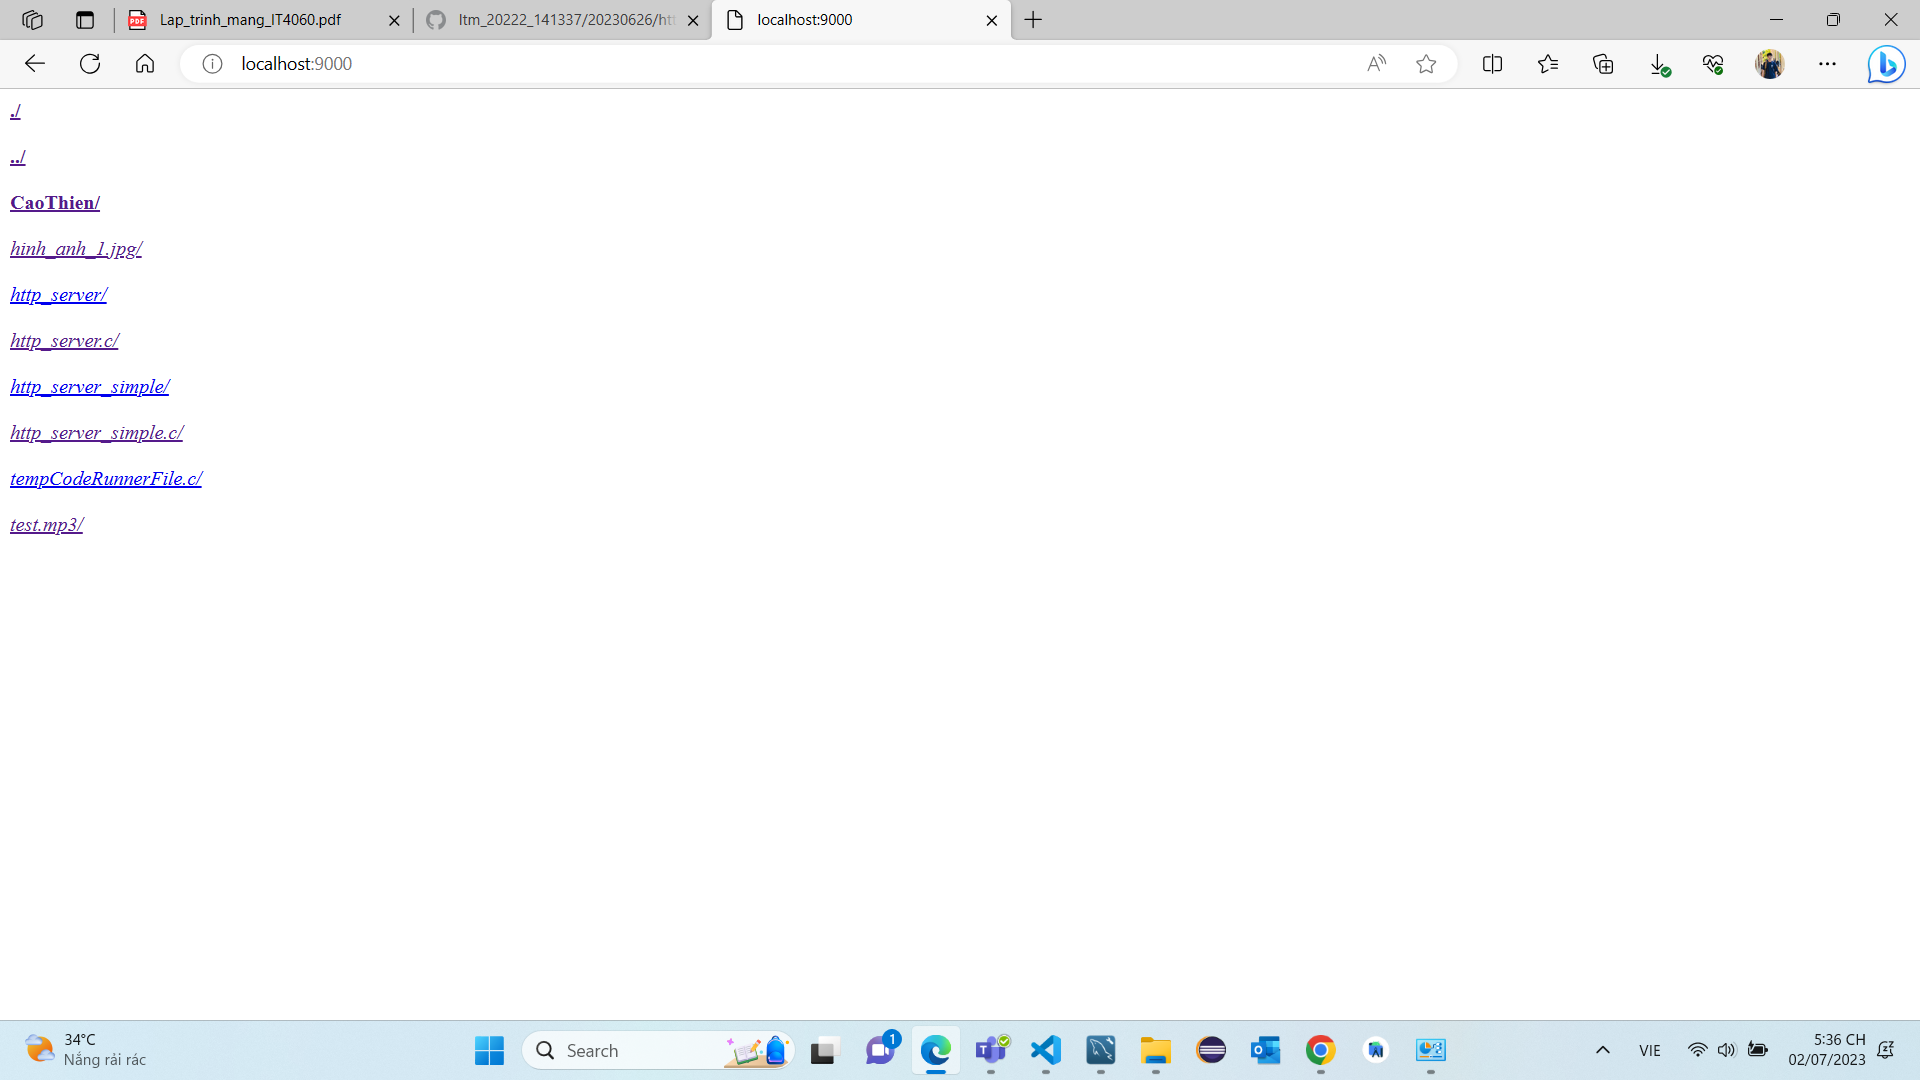 Lap_trinh_mang_IT4060.pdf
ltm_20222_141337/20230626/htt
localhost:9000
localhost:9000
./
../
CaoThien/
hinh_anh_1.jpg/
http_server/
http_server.c/
http_server_simple/
http_server_simple.c/
tempCodeRunnerFile.c/
test.mp3/
34°C
Nắng rải rác
Search
1
VIE
5:36 CH
02/07/2023